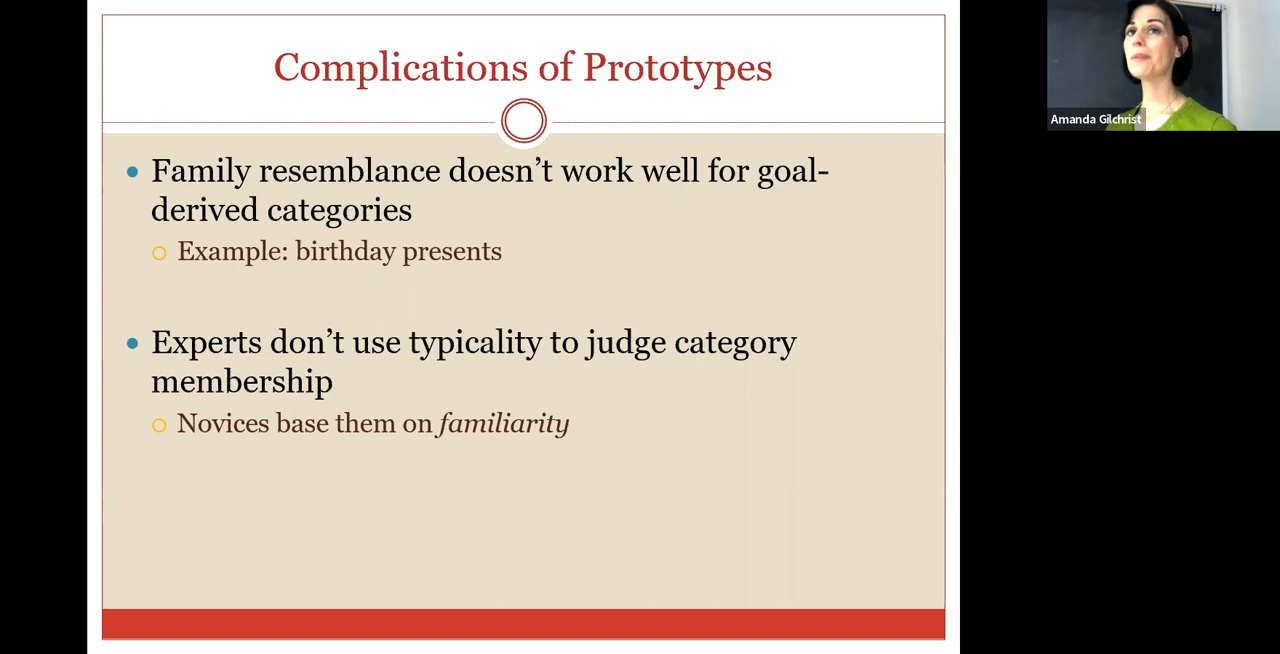 Complications of Prototypes
Amanda Gilchrist
Family resemblance doesn’t work well for goal-
derived categories
Example: birthday presents
Experts don’t use typicality to judge category
membership
Novices base them on familiarity